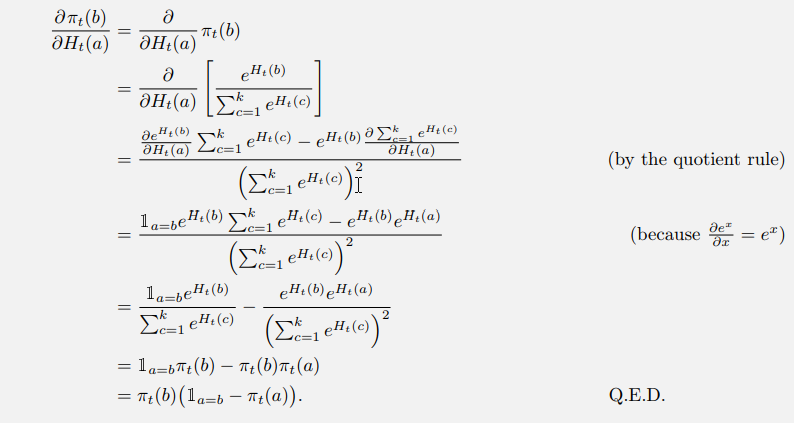 ∂π_t(b)/∂H_t(a) = ∂/∂H_t(a) π_t(b)
= ∂/∂H_t(a) [ e^{H_t(b)} / ∑_{c=1}^{k} e^{H_t(c)} ]
= ( ∂e^{H_t(b)}/∂H_t(a) ∑_{c=1}^{k} e^{H_t(c)} − e^{H_t(b)} ∂∑_{c=1}^{k} e^{H_t(c)}/∂H_t(a) ) / ( ∑_{c=1}^{k} e^{H_t(c)} )^2 (by the quotient rule)
= ( 𝟙_{a=b} e^{H_t(b)} ∑_{c=1}^{k} e^{H_t(c)} − e^{H_t(b)} e^{H_t(a)} ) / ( ∑_{c=1}^{k} e^{H_t(c)} )^2 (because ∂e^x/∂x = e^x)
= 𝟙_{a=b} e^{H_t(b)} / ∑_{c=1}^{k} e^{H_t(c)} − e^{H_t(b)} e^{H_t(a)} / ( ∑_{c=1}^{k} e^{H_t(c)} )^2
= 𝟙_{a=b} π_t(b) − π_t(b)π_t(a)
= π_t(b)(𝟙_{a=b} − π_t(a)). Q.E.D.